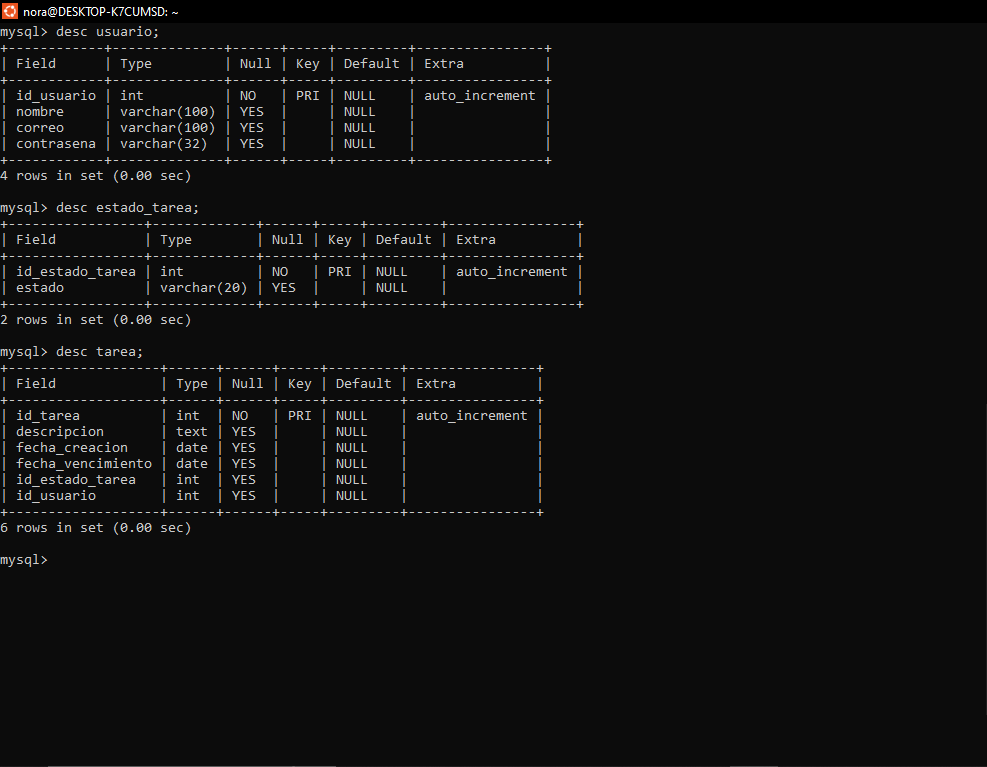 nora@DESKTOP-K7CUMSD: ~
mysql> desc usuario;
+------------+--------------+------+-----+---------+----------------+
| Field      | Type         | Null | Key | Default | Extra          |
+------------+--------------+------+-----+---------+----------------+
| id_usuario | int          | NO   | PRI | NULL    | auto_increment |
| nombre     | varchar(100) | YES  |     | NULL    |                |
| correo     | varchar(100) | YES  |     | NULL    |                |
| contrasena | varchar(32)  | YES  |     | NULL    |                |
+------------+--------------+------+-----+---------+----------------+
4 rows in set (0.00 sec)
mysql> desc estado_tarea;
+-----------------+-------------+------+-----+---------+----------------+
| Field           | Type        | Null | Key | Default | Extra          |
+-----------------+-------------+------+-----+---------+----------------+
| id_estado_tarea | int         | NO   | PRI | NULL    | auto_increment |
| estado          | varchar(20) | YES  |     | NULL    |                |
+-----------------+-------------+------+-----+---------+----------------+
2 rows in set (0.00 sec)
mysql> desc tarea;
+-------------------+------+------+-----+---------+----------------+
| Field             | Type | Null | Key | Default | Extra          |
+-------------------+------+------+-----+---------+----------------+
| id_tarea          | int  | NO   | PRI | NULL    | auto_increment |
| descripcion       | text | YES  |     | NULL    |                |
| fecha_creacion    | date | YES  |     | NULL    |                |
| fecha_vencimiento | date | YES  |     | NULL    |                |
| id_estado_tarea   | int  | YES  |     | NULL    |                |
| id_usuario        | int  | YES  |     | NULL    |                |
+-------------------+------+------+-----+---------+----------------+
6 rows in set (0.00 sec)
mysql>